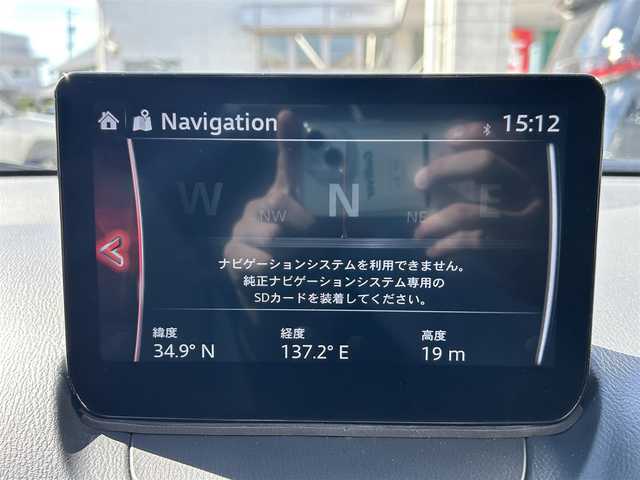 Navigation
15:12
W NW N NE E
ナビゲーションシステムを利用できません。
純正ナビゲーションシステム専用の
SDカードを装着してください。
緯度 経度 高度
34.9° N 137.2° E 19 m